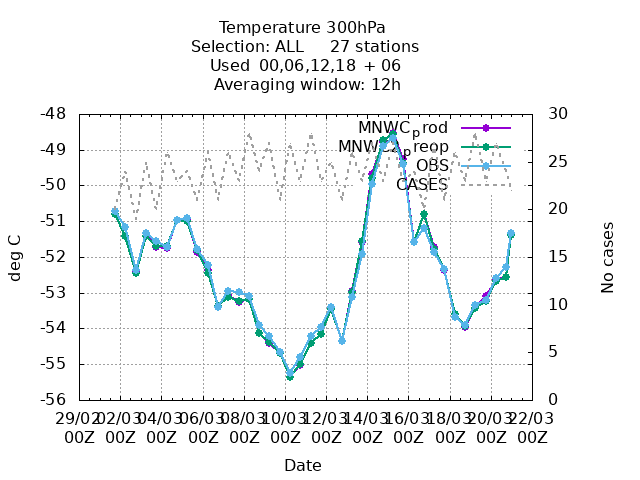 Temperature 300hPa
Selection: ALL 27 stations
Used 00,06,12,18 + 06
Averaging window: 12h
-48 30
MNWC_prod
-49 MNWC2_preop 25
OBS
-50 CASES
-51 20
-52 15
-53 10
-54
-55 5
-56 0
deg C
No cases
29/02 02/03 04/03 06/03 08/03 10/03 12/03 14/03 16/03 18/03 20/03 22/03
00Z 00Z 00Z 00Z 00Z 00Z 00Z 00Z 00Z 00Z 00Z 00Z
Date